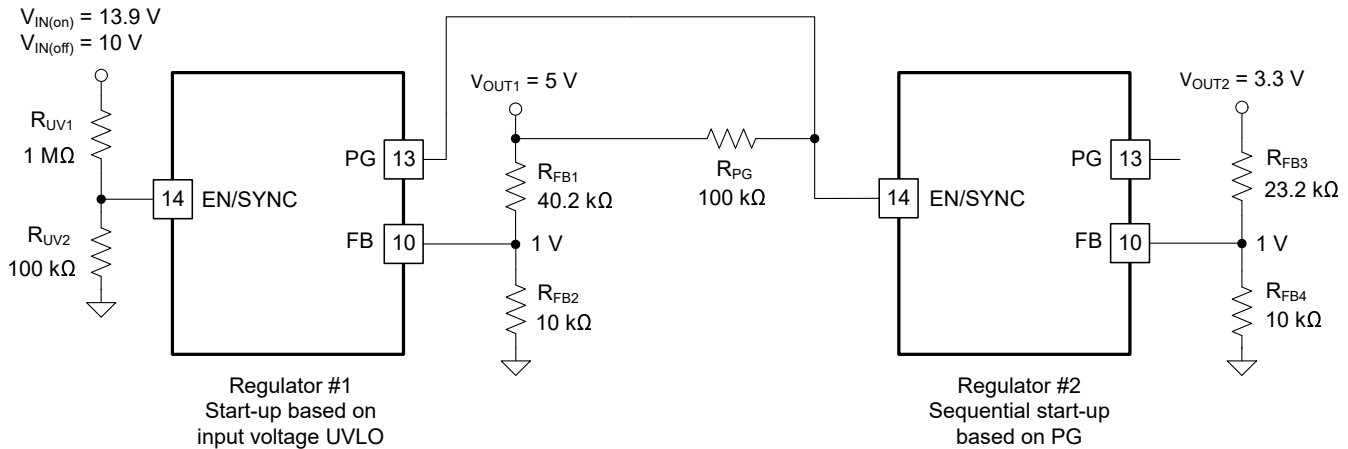 V_IN(on) = 13.9 V
V_IN(off) = 10 V
R_UV1
1 MΩ
R_UV2
100 kΩ
14
EN/SYNC
PG
13
FB
10
V_OUT1 = 5 V
R_FB1
40.2 kΩ
1 V
R_FB2
10 kΩ
R_PG
100 kΩ
14
EN/SYNC
PG
13
FB
10
V_OUT2 = 3.3 V
R_FB3
23.2 kΩ
1 V
R_FB4
10 kΩ
Regulator #1
Start-up based on
input voltage UVLO
Regulator #2
Sequential start-up
based on PG